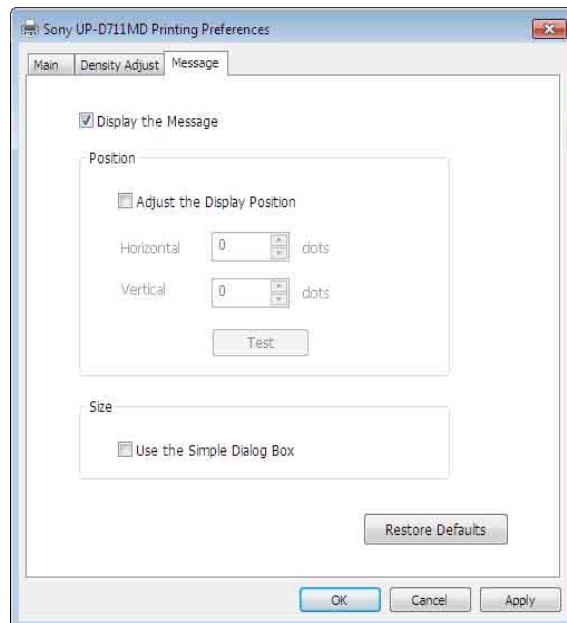 Sony UP-D711MD Printing Preferences
Main Density Adjust Message
Display the Message
Position
Adjust the Display Position
Horizontal 0 dots
Vertical 0 dots
Test
Size
Use the Simple Dialog Box
Restore Defaults
OK Cancel Apply